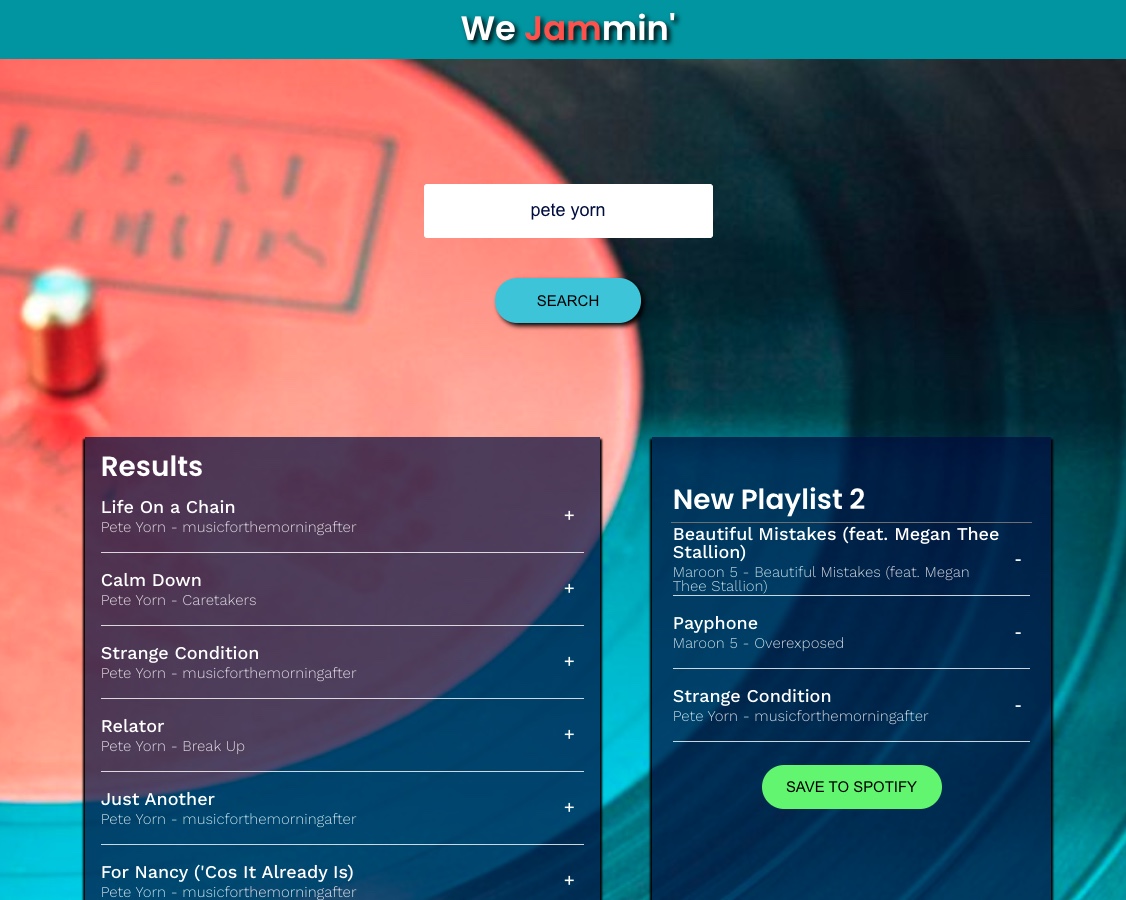 We Jammin'
pete yorn
SEARCH
Results
Life On a Chain
Pete Yorn - musicforthemorningafter
+
Calm Down
Pete Yorn - Caretakers
+
Strange Condition
Pete Yorn - musicforthemorningafter
+
Relator
Pete Yorn - Break Up
+
Just Another
Pete Yorn - musicforthemorningafter
+
For Nancy ('Cos It Already Is)
Pete Yorn - musicforthemorningafter
+
New Playlist 2
Beautiful Mistakes (feat. Megan Thee
Stallion)
Maroon 5 - Beautiful Mistakes (feat. Megan
Thee Stallion)
-
Payphone
Maroon 5 - Overexposed
-
Strange Condition
Pete Yorn - musicforthemorningafter
-
SAVE TO SPOTIFY